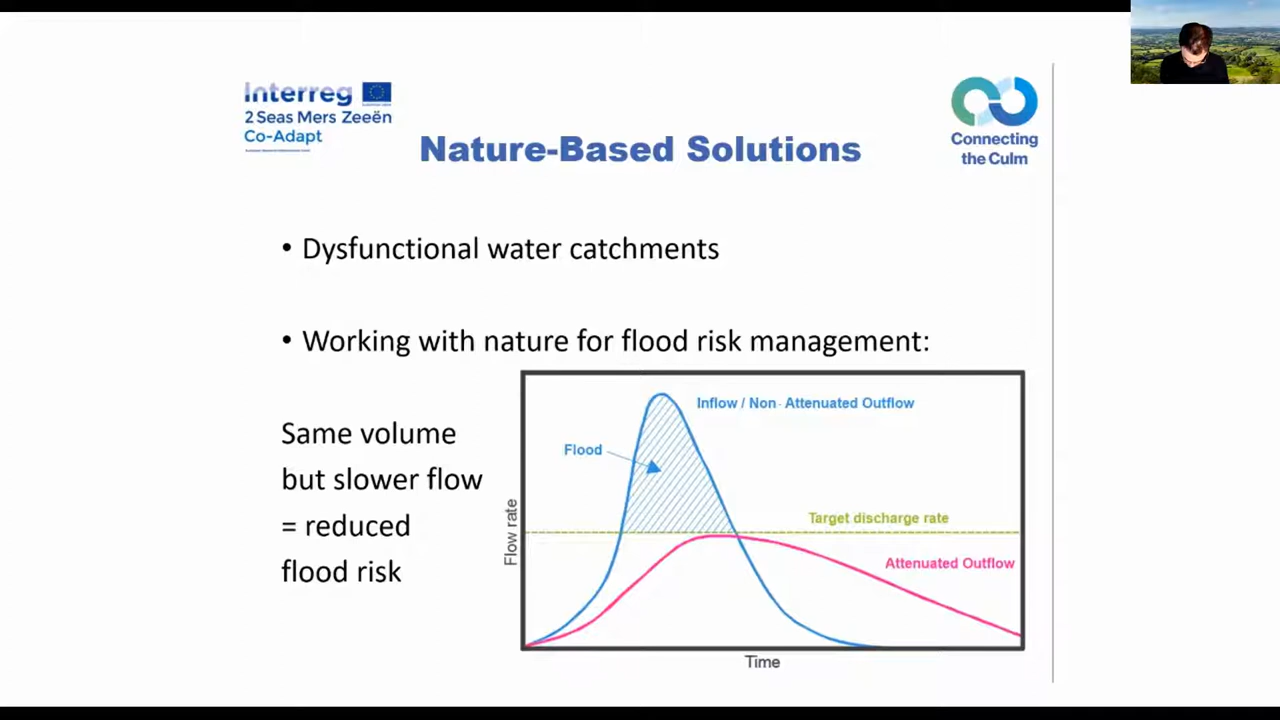 Interreg
2 Seas Mers Zeeën
Co-Adapt
Connecting
the Culm
Nature-Based Solutions
• Dysfunctional water catchments
• Working with nature for flood risk management:
Same volume
but slower flow
= reduced
flood risk
Inflow / Non- Attenuated Outflow
Flood
Target discharge rate
Attenuated Outflow
Flow rate
Time